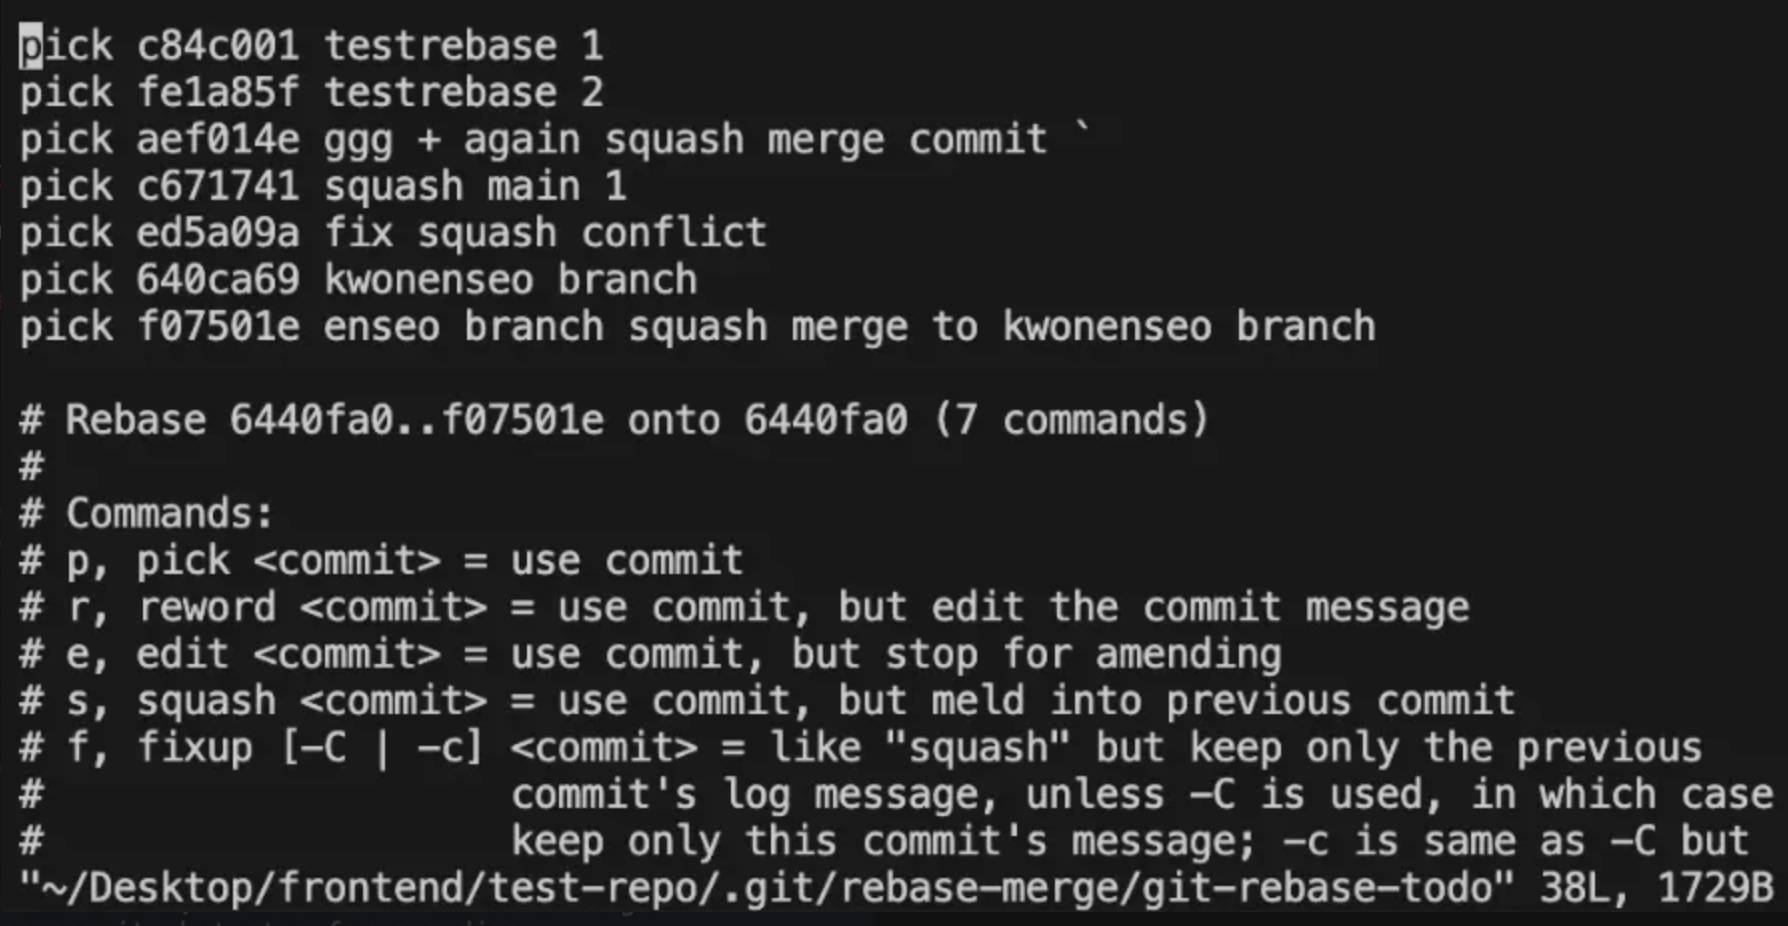 pick c84c001 testrebase 1
pick fe1a85f testrebase 2
pick aef014e ggg + again squash merge commit `
pick c671741 squash main 1
pick ed5a09a fix squash conflict
pick 640ca69 kwonenseo branch
pick f07501e enseo branch squash merge to kwonenseo branch
# Rebase 6440fa0..f07501e onto 6440fa0 (7 commands)
#
# Commands:
# p, pick <commit> = use commit
# r, reword <commit> = use commit, but edit the commit message
# e, edit <commit> = use commit, but stop for amending
# s, squash <commit> = use commit, but meld into previous commit
# f, fixup [-C | -c] <commit> = like "squash" but keep only the previous
#                    commit's log message, unless -C is used, in which case
#                    keep only this commit's message; -c is same as -C but
"~/Desktop/frontend/test-repo/.git/rebase-merge/git-rebase-todo" 38L, 1729B